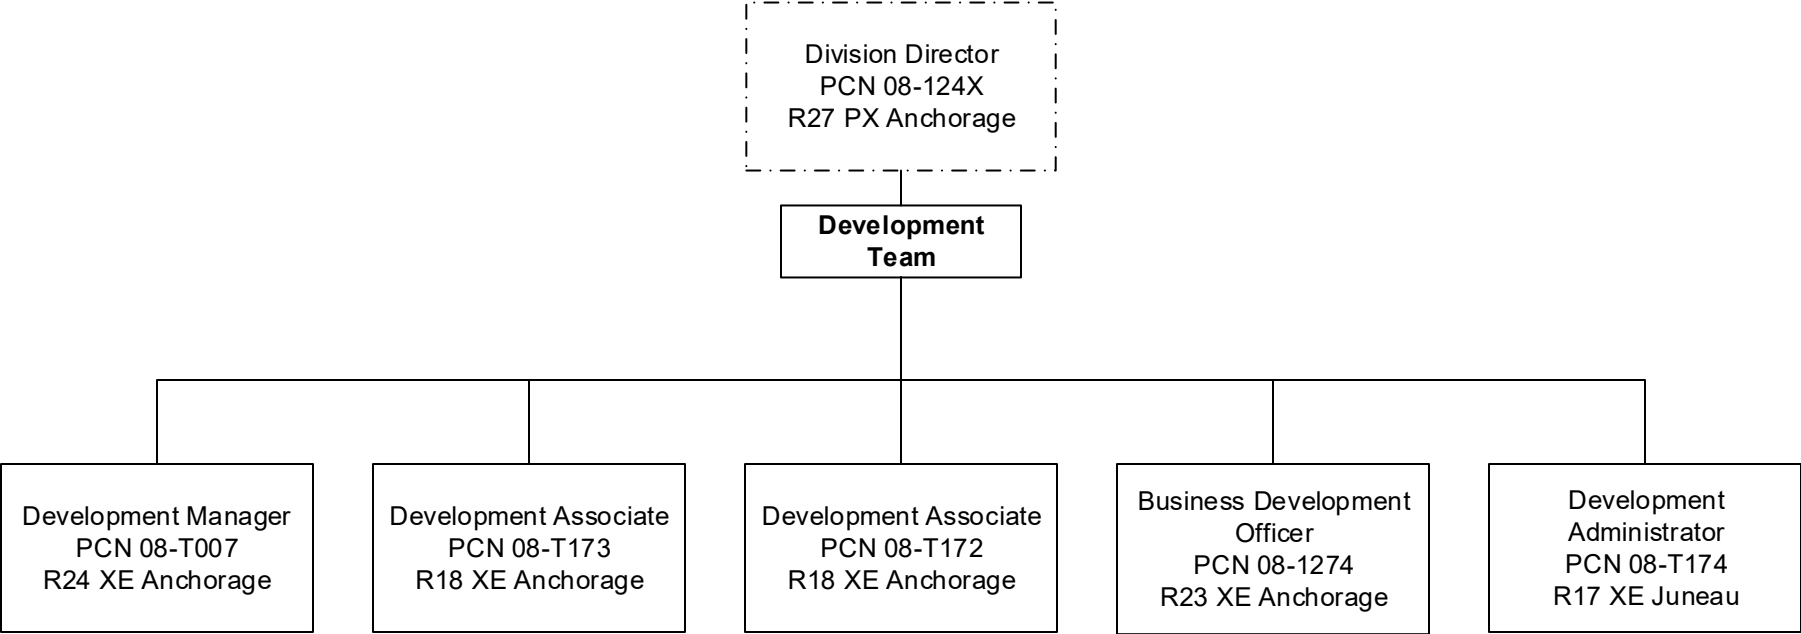 Division Director
PCN 08-124X
R27 PX Anchorage
Development
Team
Development Manager
PCN 08-T007
R24 XE Anchorage
Development Associate
PCN 08-T173
R18 XE Anchorage
Development Associate
PCN 08-T172
R18 XE Anchorage
Business Development
Officer
PCN 08-1274
R23 XE Anchorage
Development
Administrator
PCN 08-T174
R17 XE Juneau